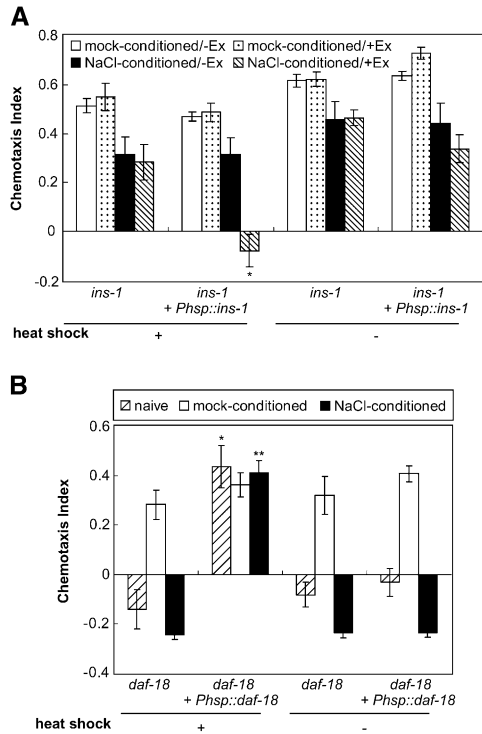 A
mock-conditioned/-Ex mock-conditioned/+Ex
NaCl-conditioned/-Ex NaCl-conditioned/+Ex
Chemotaxis Index
0.8
0.6
0.4
0.2
0
-0.2
*
ins-1 ins-1 ins-1 ins-1
+ Phsp::ins-1 + Phsp::ins-1
heat shock + -
B
naive mock-conditioned NaCl-conditioned
Chemotaxis Index
0.6
0.4
0.2
0
-0.2
-0.4
* **
daf-18 daf-18 daf-18 daf-18
+ Phsp::daf-18 + Phsp::daf-18
heat shock + -